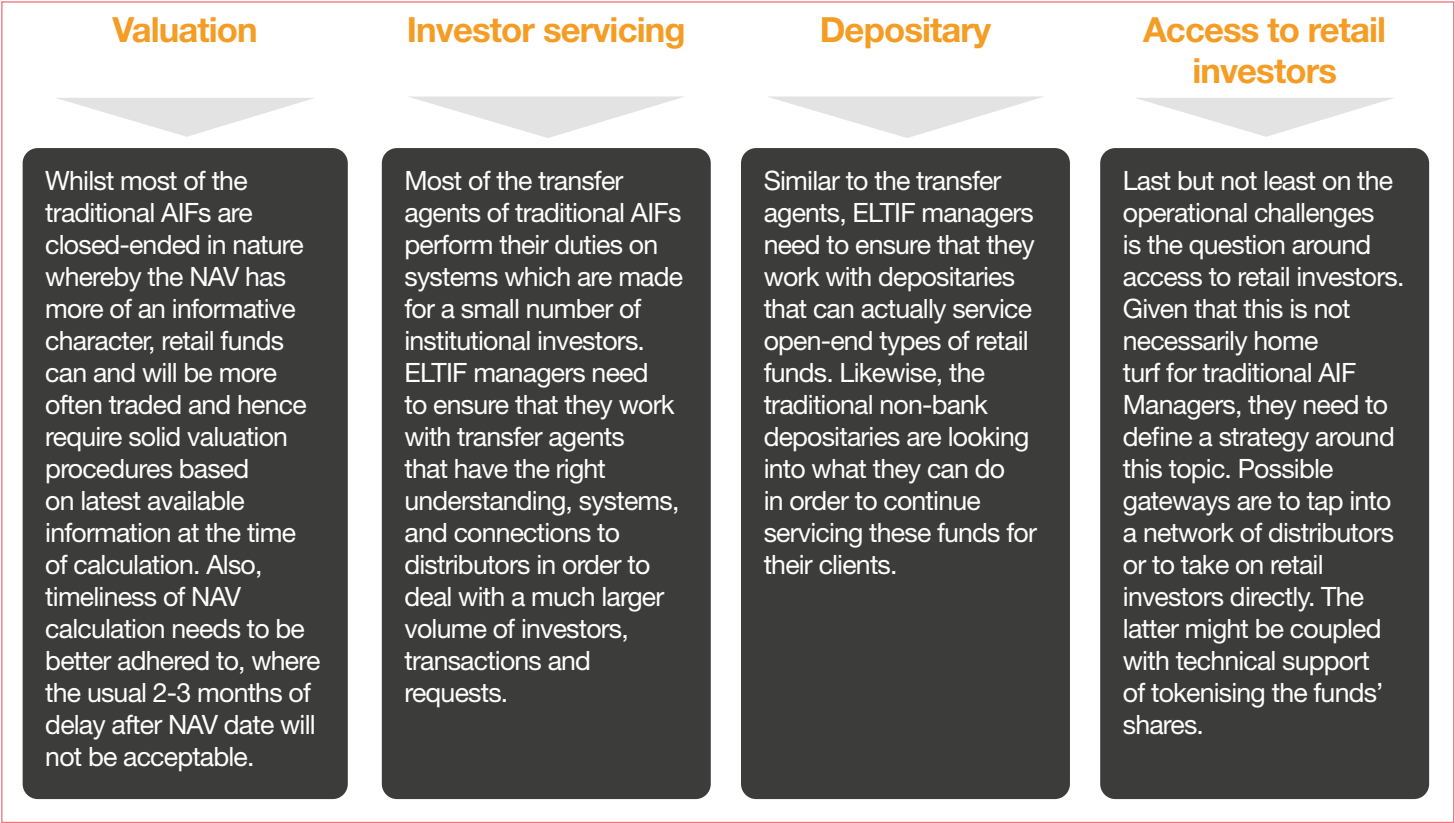 Valuation
Whilst most of the
traditional AIFs are
closed-ended in nature
whereby the NAV has
more of an informative
character, retail funds
can and will be more
often traded and hence
require solid valuation
procedures based
on latest available
information at the time
of calculation. Also,
timeliness of NAV
calculation needs to be
better adhered to, where
the usual 2-3 months of
delay after NAV date will
not be acceptable.
Investor servicing
Most of the transfer
agents of traditional AIFs
perform their duties on
systems which are made
for a small number of
institutional investors.
ELTIF managers need
to ensure that they work
with transfer agents
that have the right
understanding, systems,
and connections to
distributors in order to
deal with a much larger
volume of investors,
transactions and
requests.
Depositary
Similar to the transfer
agents, ELTIF managers
need to ensure that they
work with depositaries
that can actually service
open-end types of retail
funds. Likewise, the
traditional non-bank
depositaries are looking
into what they can do
in order to continue
servicing these funds for
their clients.
Access to retail
investors
Last but not least on the
operational challenges
is the question around
access to retail investors.
Given that this is not
necessarily home
turf for traditional AIF
Managers, they need to
define a strategy around
this topic. Possible
gateways are to tap into
a network of distributors
or to take on retail
investors directly. The
latter might be coupled
with technical support
of tokenising the funds’
shares.